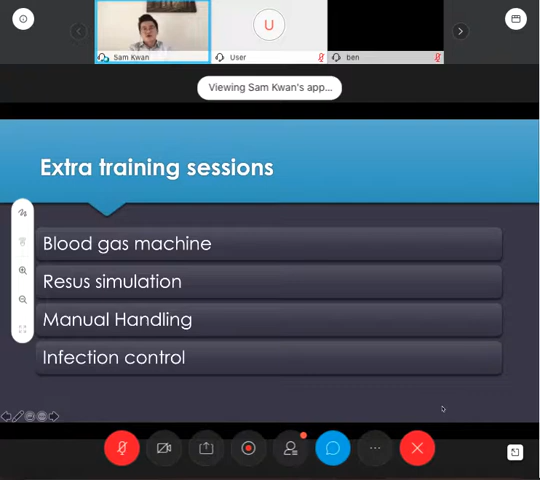 U
Sam Kwan
User
ben
Viewing Sam Kwan's app...
Extra training sessions
Blood gas machine
Resus simulation
Manual Handling
Infection control